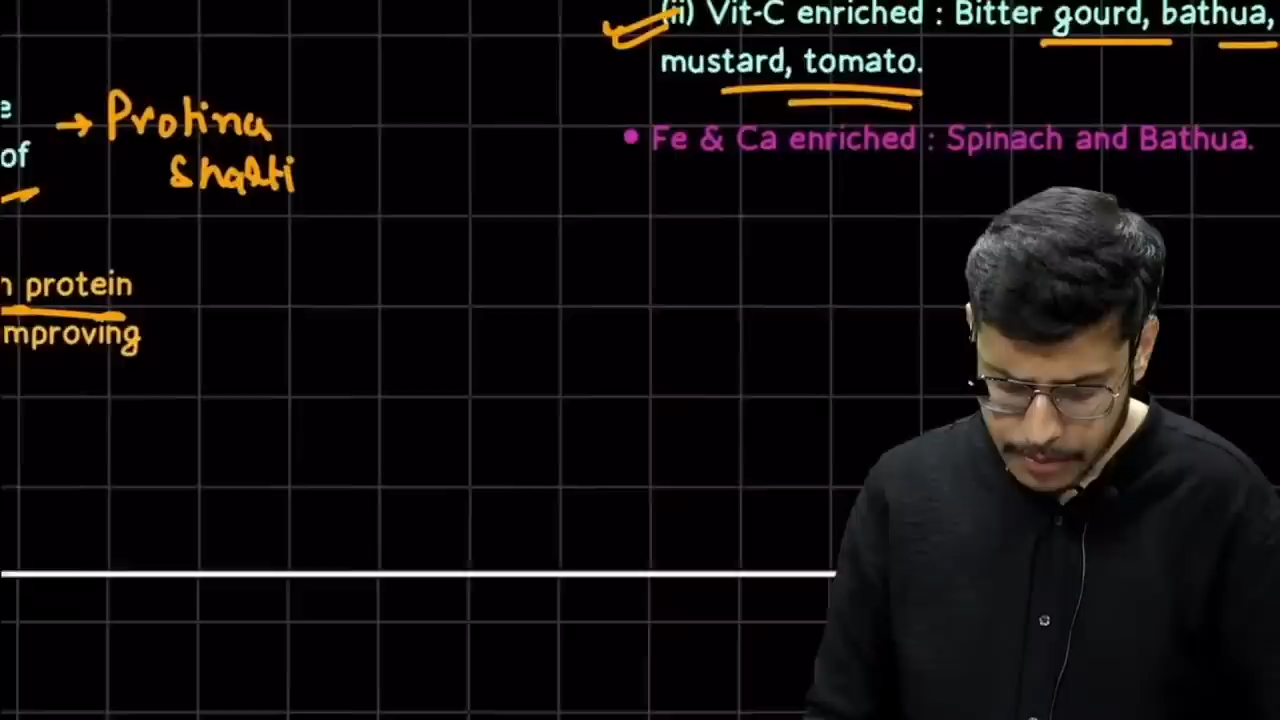 (ii) Vit-C enriched : Bitter gourd, bathua,
mustard, tomato.
• Fe & Ca enriched : Spinach and Bathua.
e
of
→ Protina
Shakti
n protein
mproving